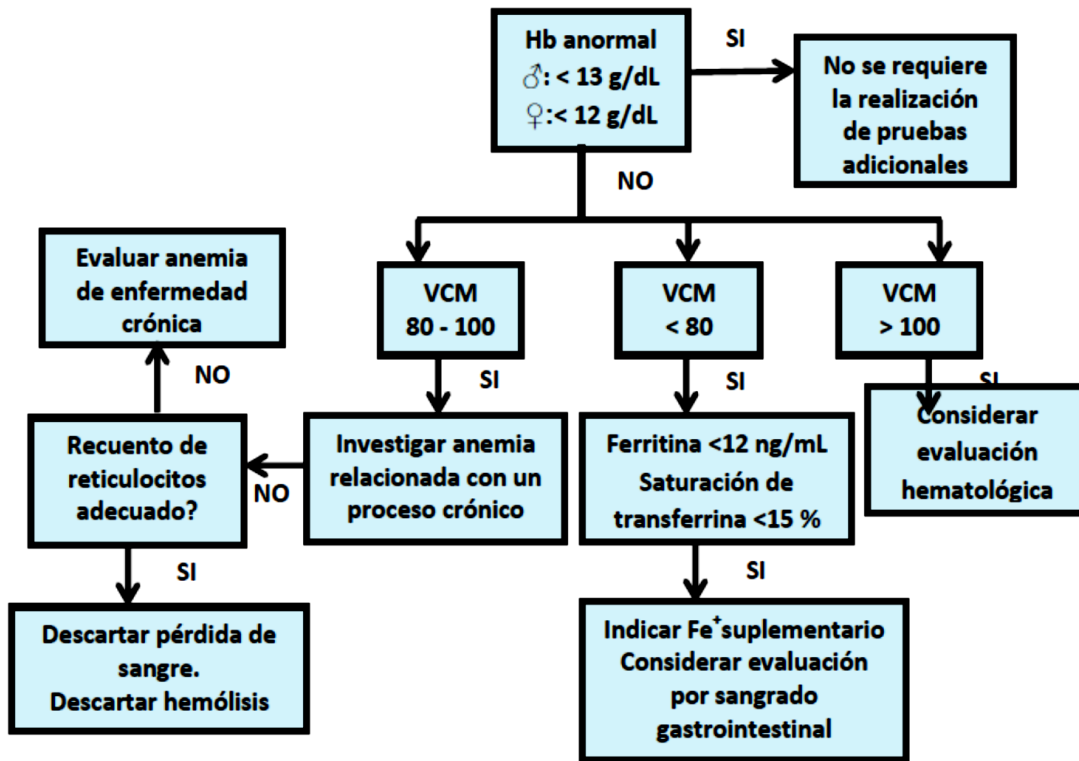 Hb anormal
♂: < 13 g/dL
♀:< 12 g/dL
SI
No se requiere
la realización
de pruebas
adicionales
NO
Evaluar anemia
de enfermedad
crónica
VCM
80 - 100
VCM
< 80
VCM
> 100
NO
SI
SI
SI
Recuento de
reticulocitos
adecuado?
NO
Investigar anemia
relacionada con un
proceso crónico
Ferritina <12 ng/mL
Saturación de
transferrina <15 %
Considerar
evaluación
hematológica
SI
SI
Descartar pérdida de
sangre.
Descartar hemólisis
Indicar Fe⁺suplementario
Considerar evaluación
por sangrado
gastrointestinal